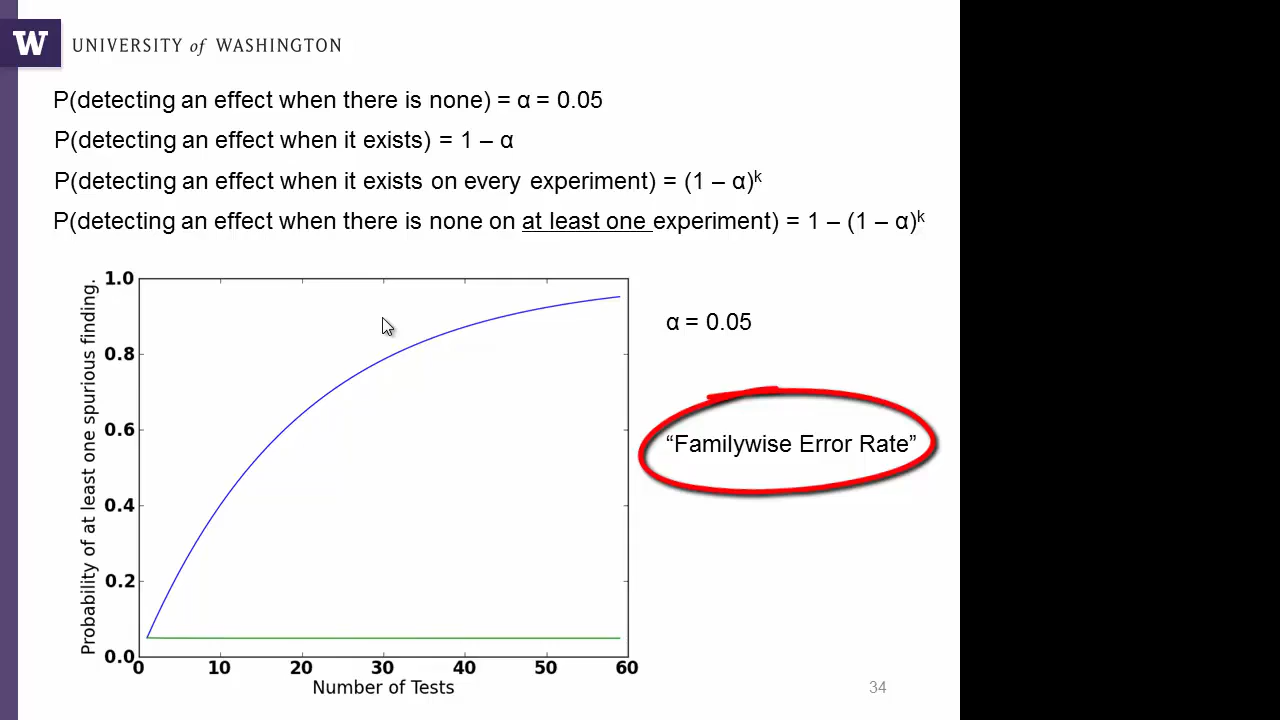 W UNIVERSITY of WASHINGTON
P(detecting an effect when there is none) = α = 0.05
P(detecting an effect when it exists) = 1 – α
P(detecting an effect when it exists on every experiment) = (1 – α)ᵏ
P(detecting an effect when there is none on at least one experiment) = 1 – (1 – α)ᵏ
Probability of at least one spurious finding.
1.0
0.8
0.6
0.4
0.2
0.0
0 10 20 30 40 50 60
Number of Tests
α = 0.05
“Familywise Error Rate”
34